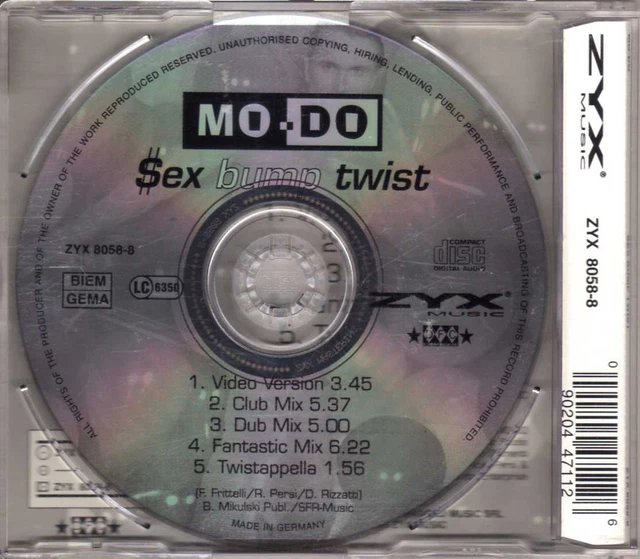 ALL RIGHTS OF THE PRODUCER AND OF THE OWNER OF THE WORK REPRODUCED RESERVED. UNAUTHORISED COPYING, HIRING, LENDING, PUBLIC PERFORMANCE AND BROADCASTING OF THIS RECORD PROHIBITED.
MO-DO
$ex bump twist
ZYX 8058-8
BIEM
GEMA
LC 6350
COMPACT
disc
DIGITAL AUDIO
ZYX®
MUSIC
DFC
1. Video Version 3.45
2. Club Mix 5.37
3. Dub Mix 5.00
4. Fantastic Mix 6.22
5. Twistappella 1.56
(F. Frittelli/R. Persi/D. Rizzatti)
B. Mikulski Publ./SFR-Music
MADE IN GERMANY
ZYX®
MUSIC
ZYX 8058-8
0 90204 47112 6